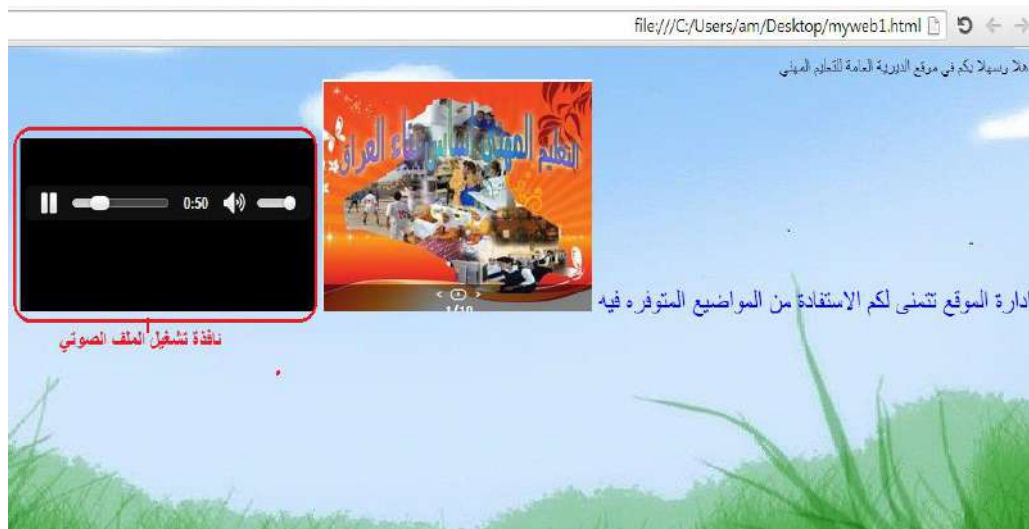 file:///C:/Users/am/Desktop/myweb1.html
هلا وسهلا بكم في موقع المديرية العامة للتعليم المهني
التعليم المهني اساس بناء العراق
0:50
1/10
ادارة الموقع تتمنى لكم الاستفادة من المواضيع المتوفره فيه
نافذة تشغيل الملف الصوتي